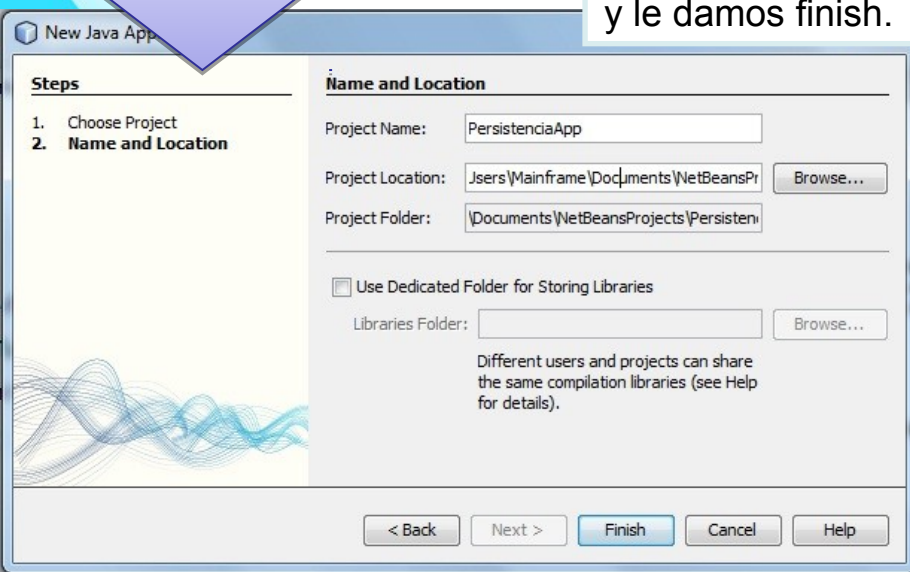 y le damos finish.
New Java App
Steps
1. Choose Project
2. Name and Location
Name and Location
Project Name: PersistenciaApp
Project Location: Jsers\Mainframe\Documents\NetBeansPr Browse...
Project Folder: \Documents\NetBeansProjects\Persisten
Use Dedicated Folder for Storing Libraries
Libraries Folder: Browse...
Different users and projects can share
the same compilation libraries (see Help
for details).
< Back Next > Finish Cancel Help